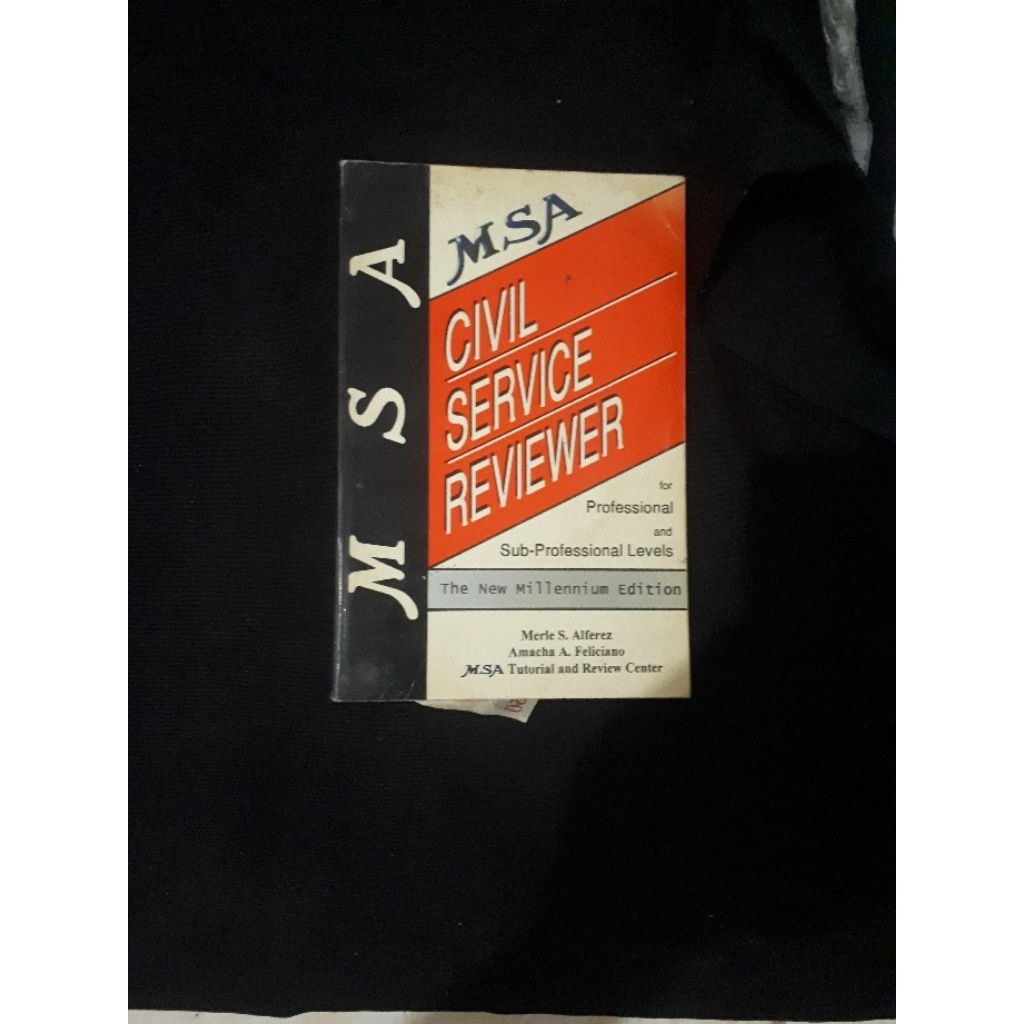 M S A
MSA
CIVIL
SERVICE
REVIEWER
for
Professional
and
Sub-Professional Levels
The New Millennium Edition
Merle S. Alferez
Amacha A. Feliciano
MSA Tutorial and Review Center
20